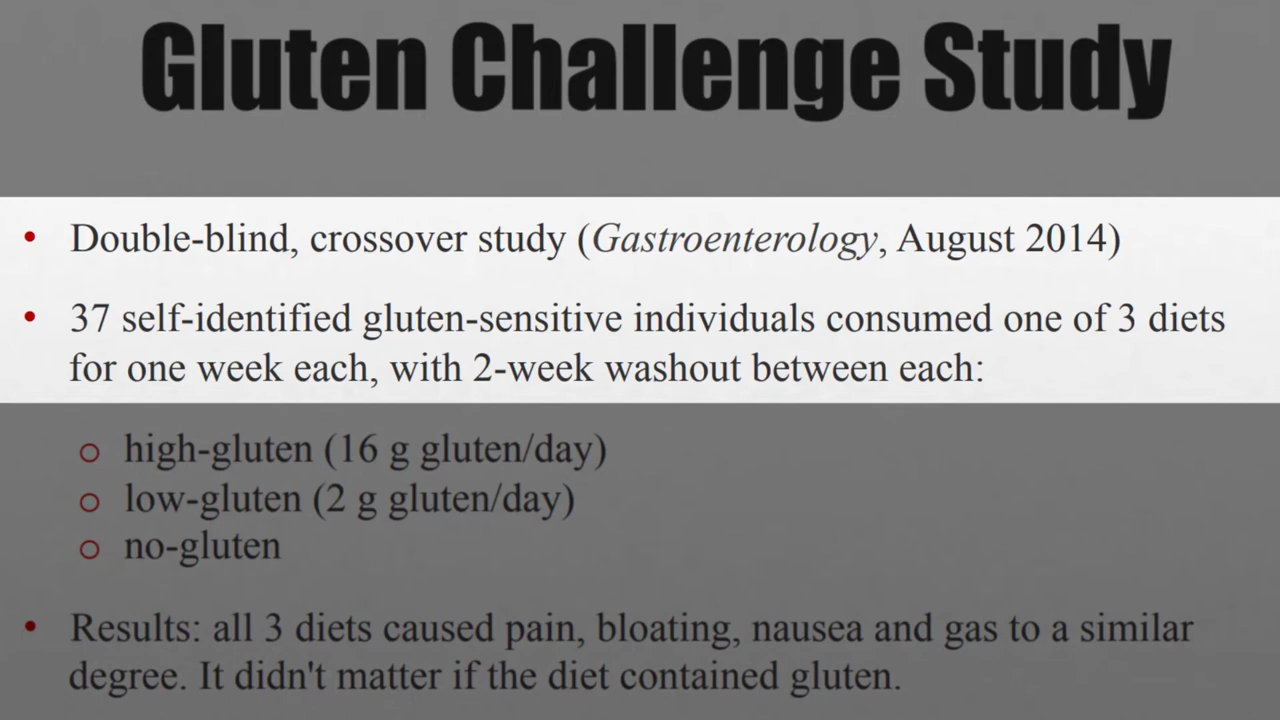 Gluten Challenge Study
• Double-blind, crossover study (Gastroenterology, August 2014)
• 37 self-identified gluten-sensitive individuals consumed one of 3 diets
for one week each, with 2-week washout between each:
o high-gluten (16 g gluten/day)
o low-gluten (2 g gluten/day)
o no-gluten
• Results: all 3 diets caused pain, bloating, nausea and gas to a similar
degree. It didn't matter if the diet contained gluten.